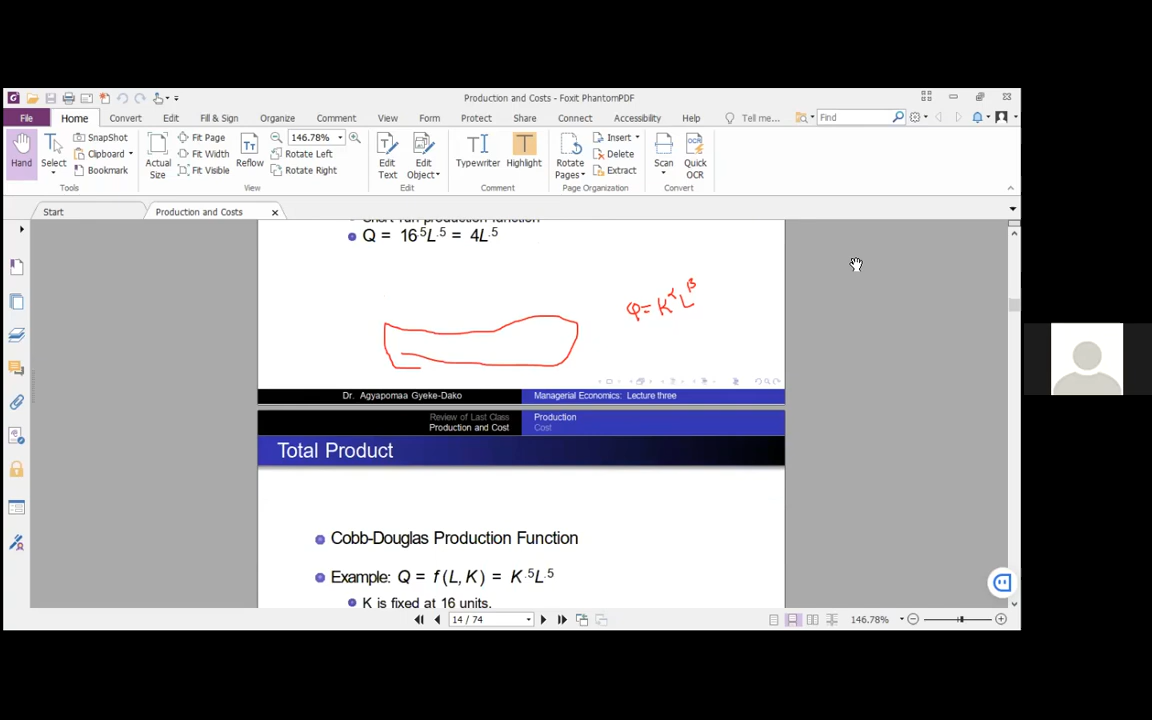 Production and Costs - Foxit PhantomPDF
File Home Convert Edit Fill & Sign Organize Comment View Form Protect Share Connect Accessibility Help Tell me... Find
Hand
Select
SnapShot
Clipboard
Bookmark
Tools
Actual Size
Fit Page
Fit Width
Fit Visible
Reflow
146.78%
Rotate Left
Rotate Right
View
Edit Text
Edit Object
Edit
Typewriter
Highlight
Comment
Rotate Pages
Insert
Delete
Extract
Page Organization
Scan
Quick OCR
Convert
Start
Production and Costs
Short run production function
Q = 16.5L.5 = 4L.5
Q = KαLβ
Dr. Agyapomaa Gyeke-Dako Managerial Economics: Lecture three
Review of Last Class Production
Production and Cost Cost
Total Product
Cobb-Douglas Production Function
Example: Q = f(L, K) = K.5L.5
K is fixed at 16 units.
14 / 74
146.78%